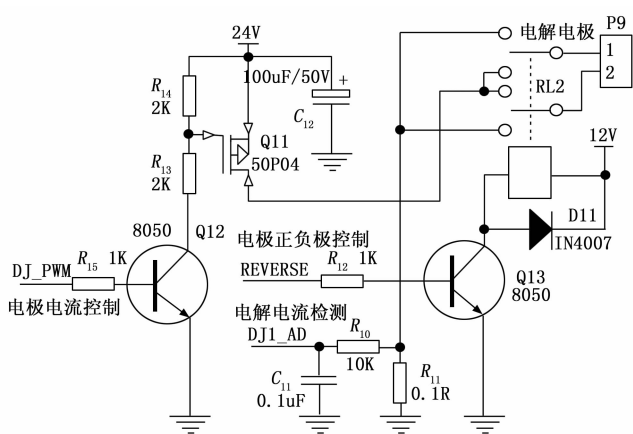 24V
电解电极
P9
1
2
100uF/50V
+
R14
2K
C12
RL2
Q11
50P04
12V
R13
2K
8050
Q12
D11
IN4007
电极正负极控制
DJ_PWM
R15
1K
REVERSE
R12
1K
Q13
8050
电极电流控制
电解电流检测
DJ1_AD
R10
10K
C11
0.1uF
R11
0.1R